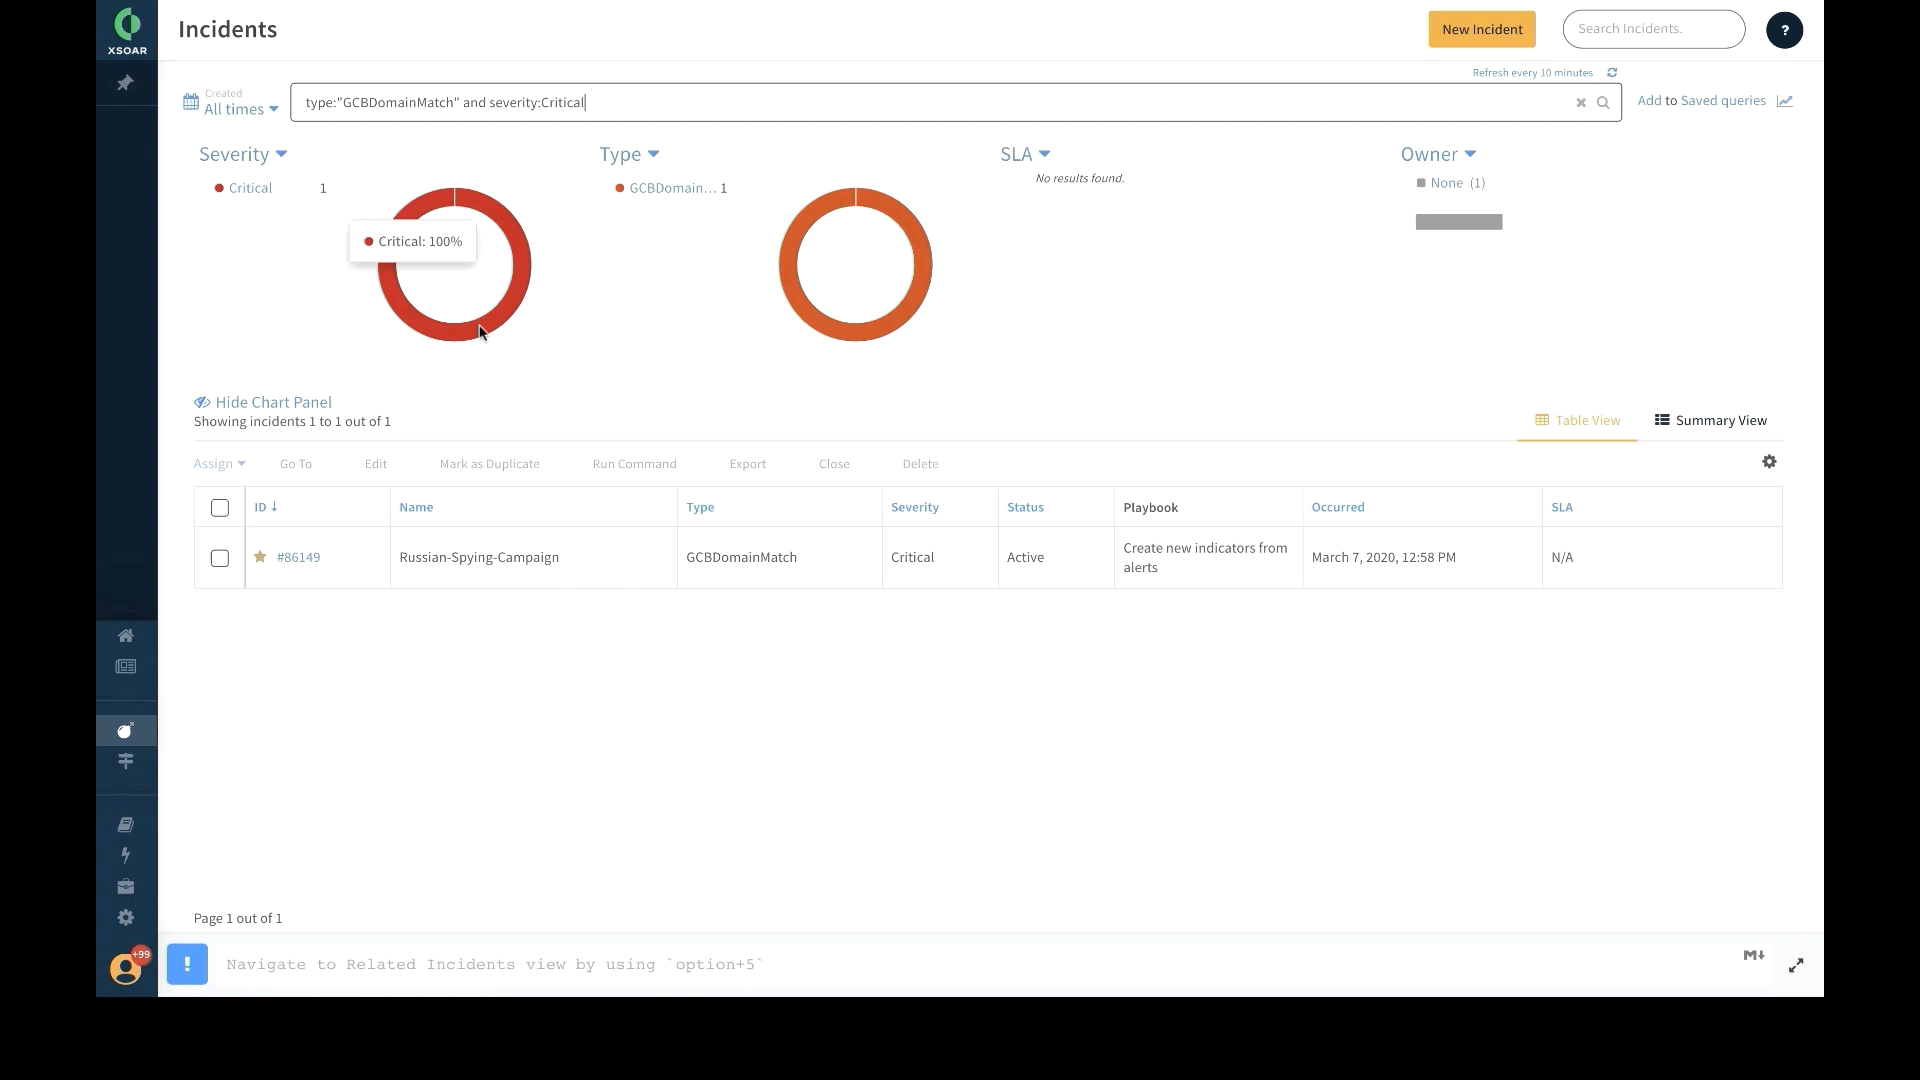 XSOAR
Incidents
New Incident
Search Incidents.
?
Refresh every 10 minutes
Created
All times
type:"GCBDomainMatch" and severity:Critical
Add to Saved queries
Severity
Critical 1
Critical: 100%
Type
GCBDomain... 1
SLA
No results found.
Owner
None (1)
Hide Chart Panel
Showing incidents 1 to 1 out of 1
Table View
Summary View
Assign Go To Edit Mark as Duplicate Run Command Export Close Delete
ID ↓ Name Type Severity Status Playbook Occurred SLA
#86149 Russian-Spying-Campaign GCBDomainMatch Critical Active Create new indicators from alerts March 7, 2020, 12:58 PM N/A
Page 1 out of 1
+99
!
Navigate to Related Incidents view by using `option+5`
M↓